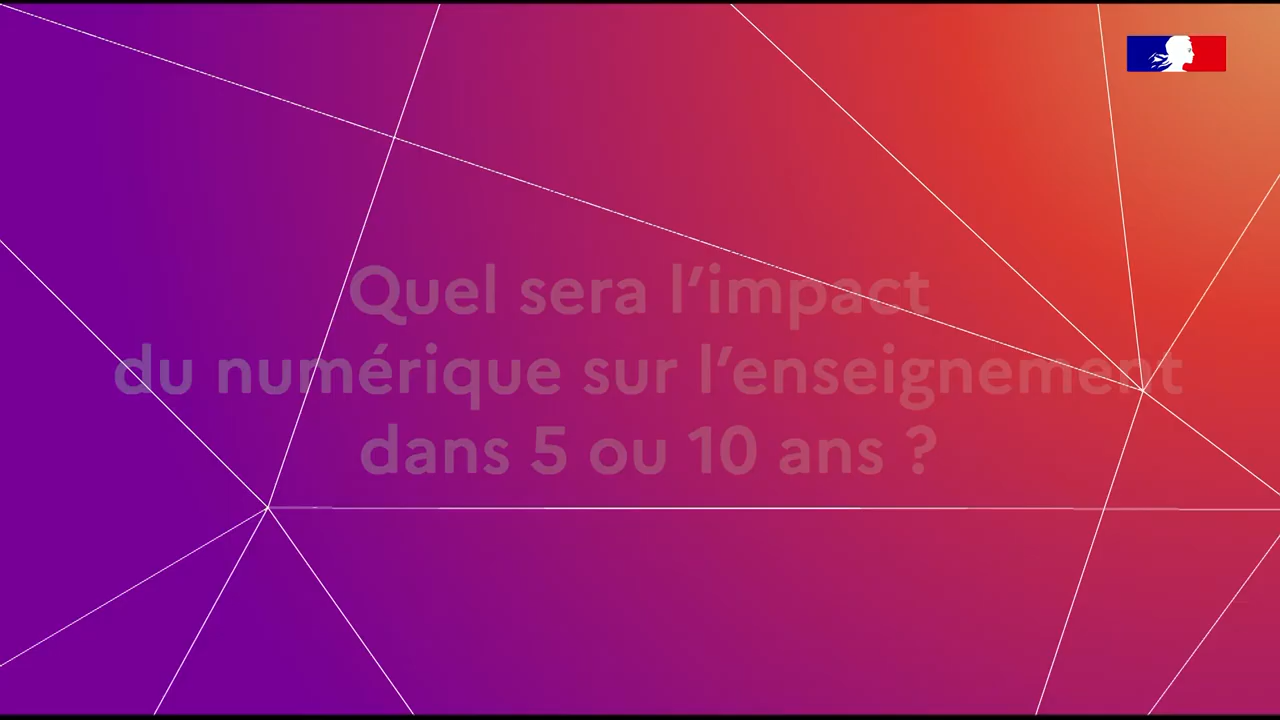 Quel sera l’impact
du numérique sur l’enseignement
dans 5 ou 10 ans ?